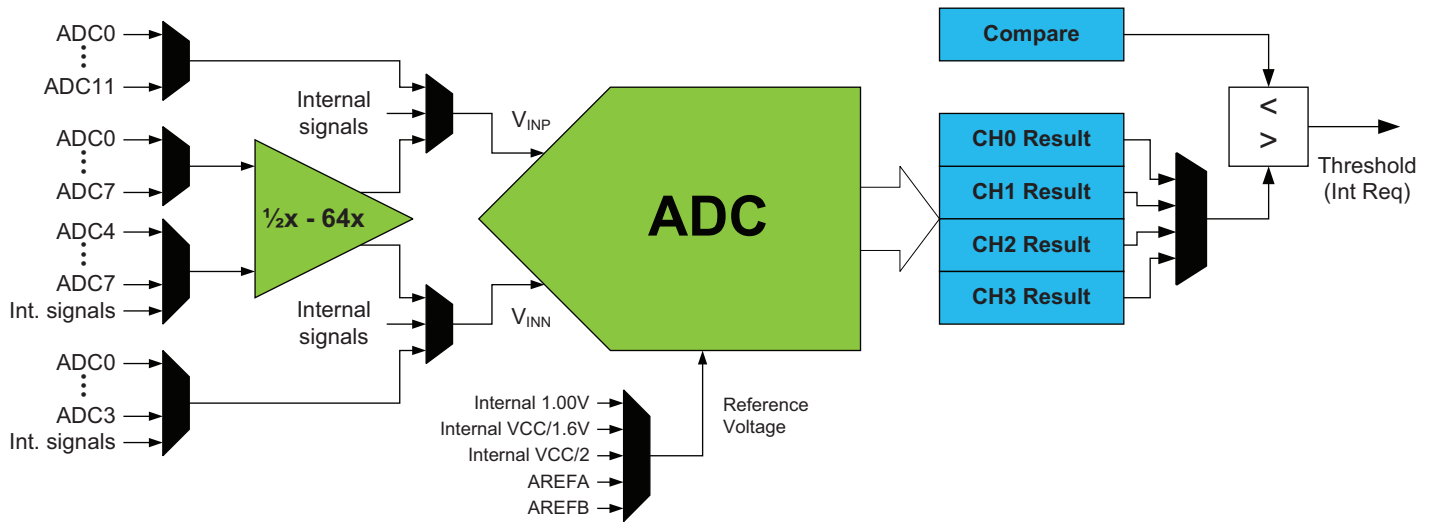 ADC0
ADC11
Internal
signals
ADC0
ADC7
ADC4
ADC7
Int. signals
½x - 64x
Internal
signals
ADC0
ADC3
Int. signals
VINP
VINN
ADC
Internal 1.00V
Internal VCC/1.6V
Internal VCC/2
AREFA
AREFB
Reference
Voltage
Compare
CH0 Result
CH1 Result
CH2 Result
CH3 Result
<
>
Threshold
(Int Req)